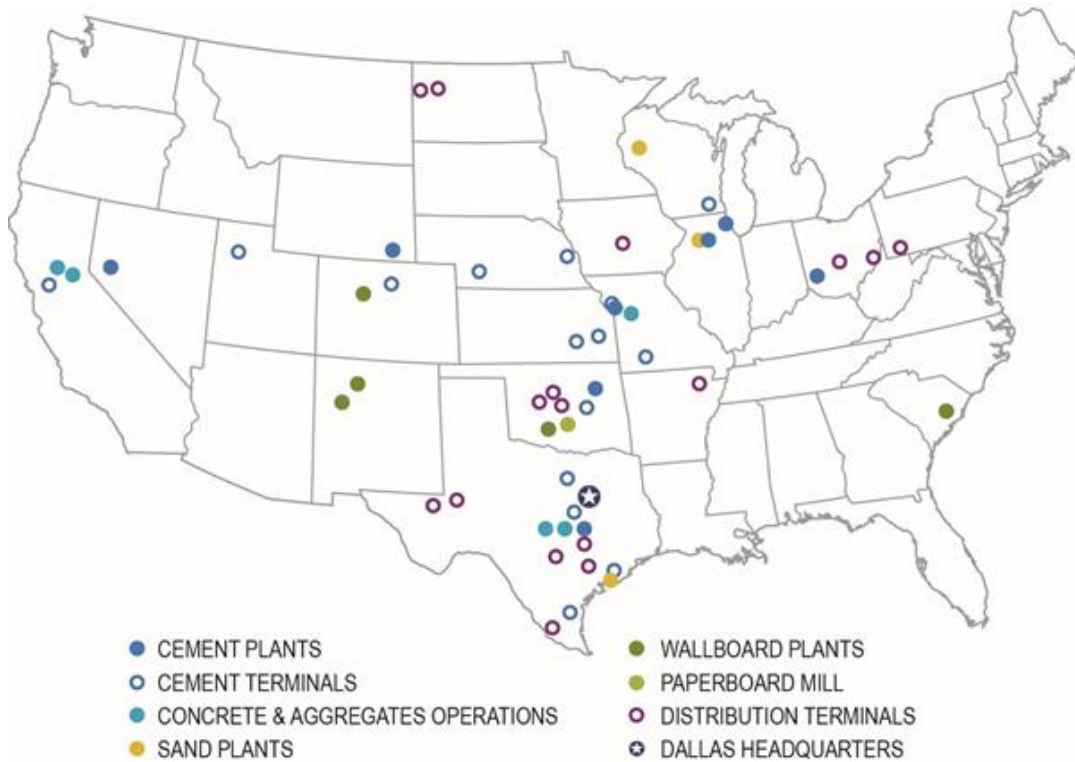 CEMENT PLANTS
CEMENT TERMINALS
CONCRETE & AGGREGATES OPERATIONS
SAND PLANTS
WALLBOARD PLANTS
PAPERBOARD MILL
DISTRIBUTION TERMINALS
DALLAS HEADQUARTERS